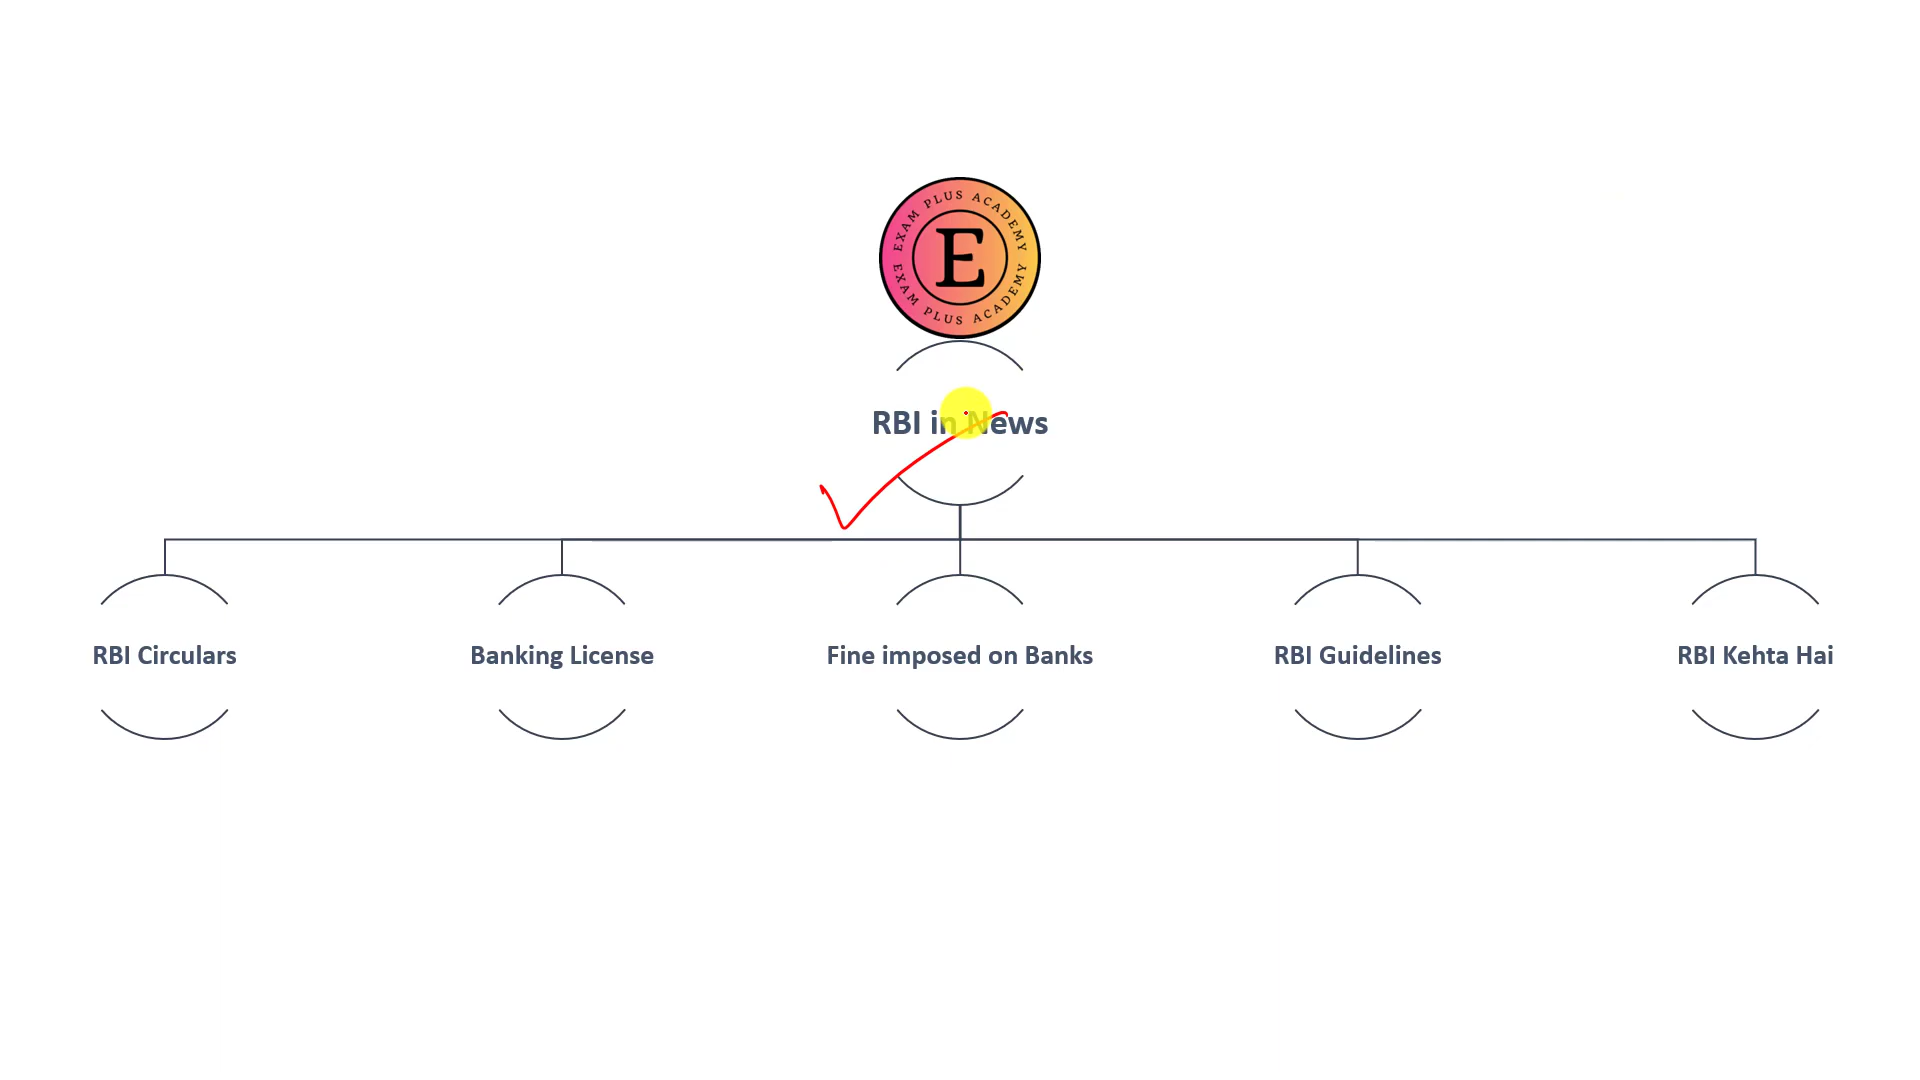 EXAM PLUS ACADEMY
E
EXAM PLUS ACADEMY
RBI in News
RBI Circulars
Banking License
Fine imposed on Banks
RBI Guidelines
RBI Kehta Hai